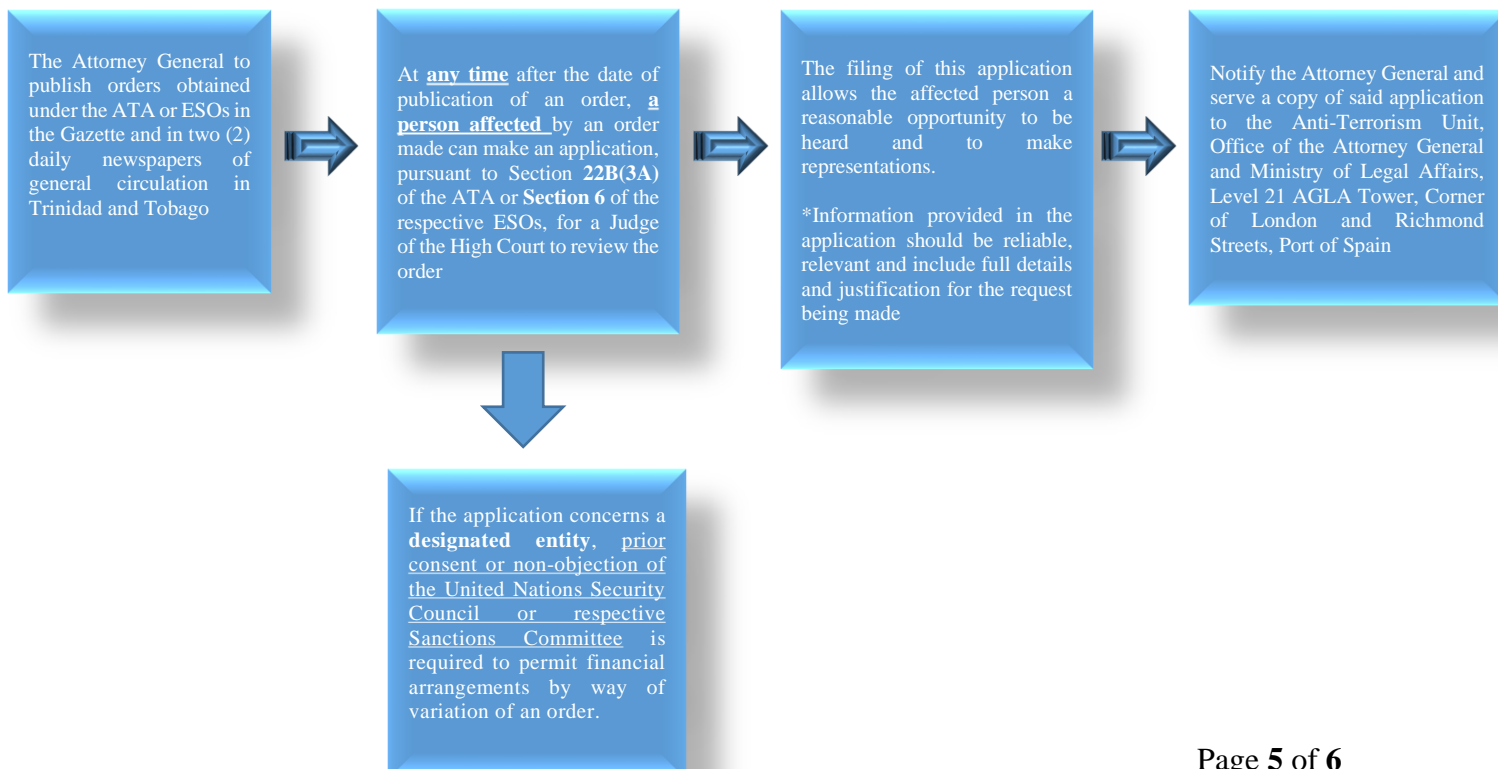 The Attorney General to
publish orders obtained
under the ATA or ESOs in
the Gazette and in two (2)
daily newspapers of
general circulation in
Trinidad and Tobago
At any time after the date of
publication of an order, a
person affected by an order
made can make an application,
pursuant to Section 22B(3A)
of the ATA or Section 6 of the
respective ESOs, for a Judge
of the High Court to review the
order
The filing of this application
allows the affected person a
reasonable opportunity to be
heard and to make
representations.
*Information provided in the
application should be reliable,
relevant and include full details
and justification for the request
being made
Notify the Attorney General and
serve a copy of said application
to the Anti-Terrorism Unit,
Office of the Attorney General
and Ministry of Legal Affairs,
Level 21 AGLA Tower, Corner
of London and Richmond
Streets, Port of Spain
If the application concerns a
designated entity, prior
consent or non-objection of
the United Nations Security
Council or respective
Sanctions Committee is
required to permit financial
arrangements by way of
variation of an order.
Page 5 of 6